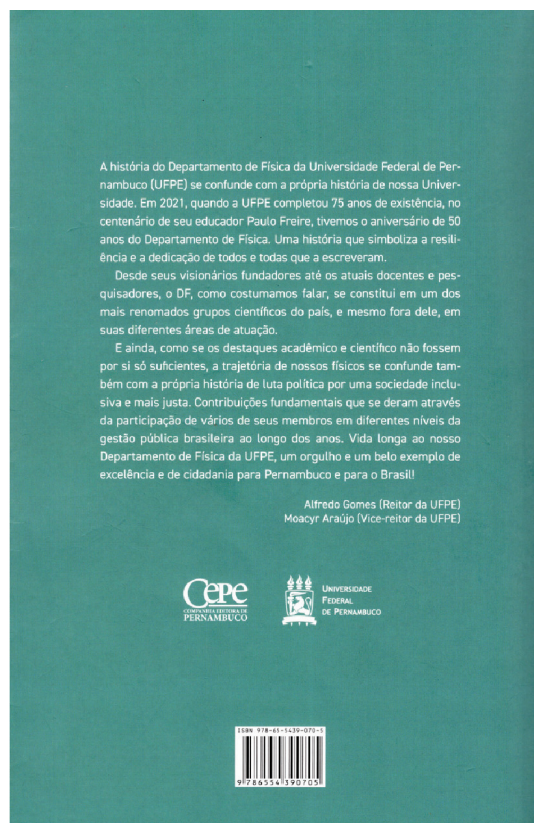 A história do Departamento de Física da Universidade Federal de Per-
nambuco (UFPE) se confunde com a própria história de nossa Univer-
sidade. Em 2021, quando a UFPE completou 75 anos de existência, no
centenário de seu educador Paulo Freire, tivemos o aniversário de 50
anos do Departamento de Física. Uma história que simboliza a resili-
ência e a dedicação de todos e todas que a escreveram.
Desde seus visionários fundadores até os atuais docentes e pes-
quisadores, o DF, como costumamos falar, se constitui em um dos
mais renomados grupos científicos do país, e mesmo fora dele, em
suas diferentes áreas de atuação.
E ainda, como se os destaques acadêmico e científico não fossem
por si só suficientes, a trajetória de nossos físicos se confunde tam-
bém com a própria história de luta política por uma sociedade inclu-
siva e mais justa. Contribuições fundamentais que se deram através
da participação de vários de seus membros em diferentes níveis da
gestão pública brasileira ao longo dos anos. Vida longa ao nosso
Departamento de Física da UFPE, um orgulho e um belo exemplo de
excelência e de cidadania para Pernambuco e para o Brasil!
Alfredo Gomes (Reitor da UFPE)
Moacyr Araújo (Vice-reitor da UFPE)
Cepe
COMPANHIA EDITORA DE
PERNAMBUCO
UNIVERSIDADE
FEDERAL
DE PERNAMBUCO
ISBN 978-65-5439-070-5
9 786554 390705